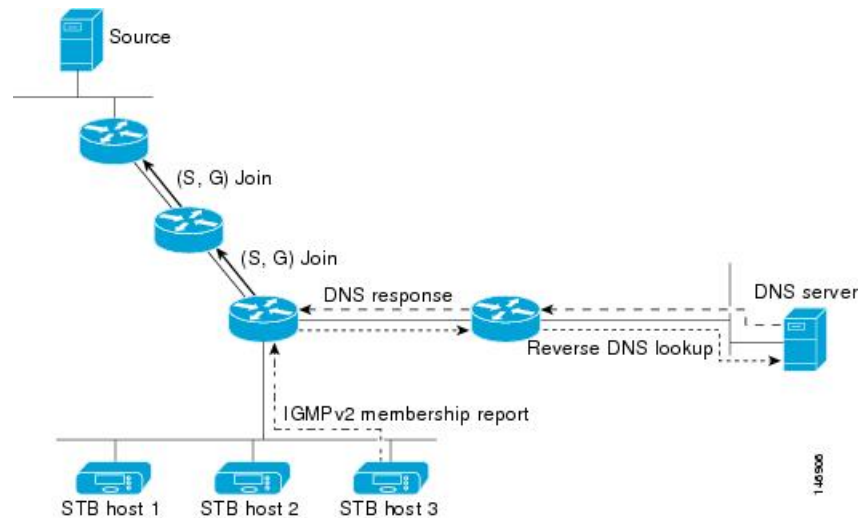 Source
(S, G) Join
(S, G) Join
DNS response
DNS server
Reverse DNS lookup
IGMPv2 membership report
STB host 1
STB host 2
STB host 3
146906